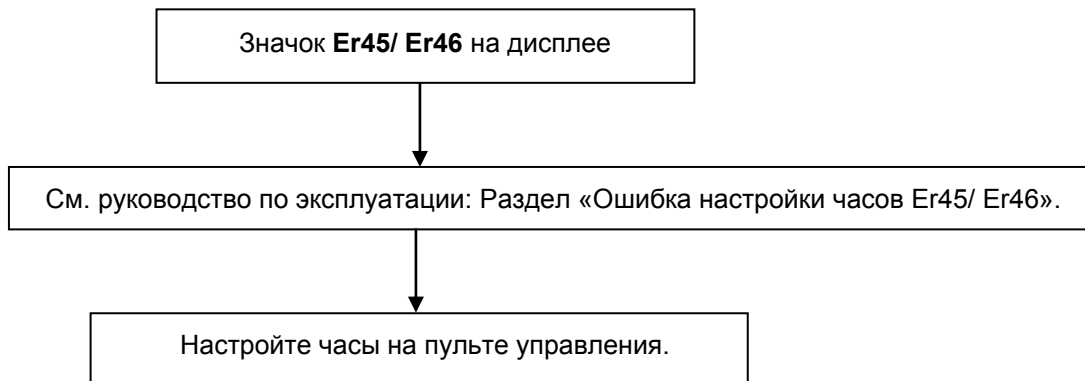 Значок Er45/ Er46 на дисплее
См. руководство по эксплуатации: Раздел «Ошибка настройки часов Er45/ Er46».
Настройте часы на пульте управления.